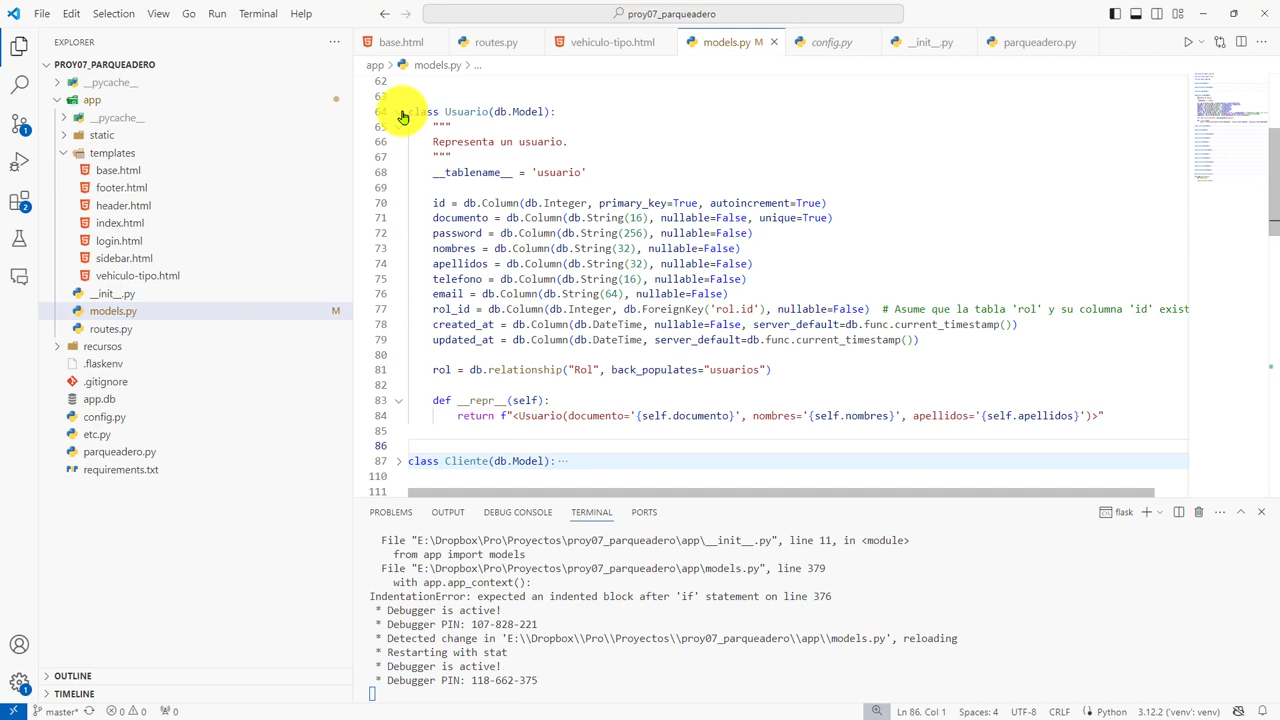 File Edit Selection View Go Run Terminal Help
proy07_parqueadero
EXPLORER
base.html routes.py vehiculo-tipo.html models.py M config.py __init__.py parqueadero.py
app > models.py > ...
PROY07_PARQUEADERO
__pycache__
app
__pycache__
static
templates
base.html
footer.html
header.html
index.html
login.html
sidebar.html
vehiculo-tipo.html
__init__.py
models.py M
routes.py
recursos
.flaskenv
.gitignore
app.db
config.py
etc.py
parqueadero.py
requirements.txt
OUTLINE
TIMELINE
62
63
64 class Usuario(db.Model):
65 """
66 Representa un usuario.
67 """
68 __tablename__ = 'usuario'
69
70 id = db.Column(db.Integer, primary_key=True, autoincrement=True)
71 documento = db.Column(db.String(16), nullable=False, unique=True)
72 password = db.Column(db.String(256), nullable=False)
73 nombres = db.Column(db.String(32), nullable=False)
74 apellidos = db.Column(db.String(32), nullable=False)
75 telefono = db.Column(db.String(16), nullable=False)
76 email = db.Column(db.String(64), nullable=False)
77 rol_id = db.Column(db.Integer, db.ForeignKey('rol.id'), nullable=False) # Asume que la tabla 'rol' y su columna 'id' exist
78 created_at = db.Column(db.DateTime, nullable=False, server_default=db.func.current_timestamp())
79 updated_at = db.Column(db.DateTime, server_default=db.func.current_timestamp())
80
81 rol = db.relationship("Rol", back_populates="usuarios")
82
83 def __repr__(self):
84 return f"<Usuario(documento='{self.documento}', nombres='{self.nombres}', apellidos='{self.apellidos}')>"
85
86
87 class Cliente(db.Model): ...
110
111
PROBLEMS OUTPUT DEBUG CONSOLE TERMINAL PORTS
flask
File "E:\Dropbox\Pro\Proyectos\proy07_parqueadero\app\__init__.py", line 11, in <module>
from app import models
File "E:\Dropbox\Pro\Proyectos\proy07_parqueadero\app\models.py", line 379
with app.app_context():
IndentationError: expected an indented block after 'if' statement on line 376
* Debugger is active!
* Debugger PIN: 107-828-221
* Detected change in 'E:\\Dropbox\\Pro\\Proyectos\\proy07_parqueadero\\app\\models.py', reloading
* Restarting with stat
* Debugger is active!
* Debugger PIN: 118-662-375
master* 0 0 0 Ln 86, Col 1 Spaces: 4 UTF-8 CRLF Python 3.12.2 ('venv': venv)